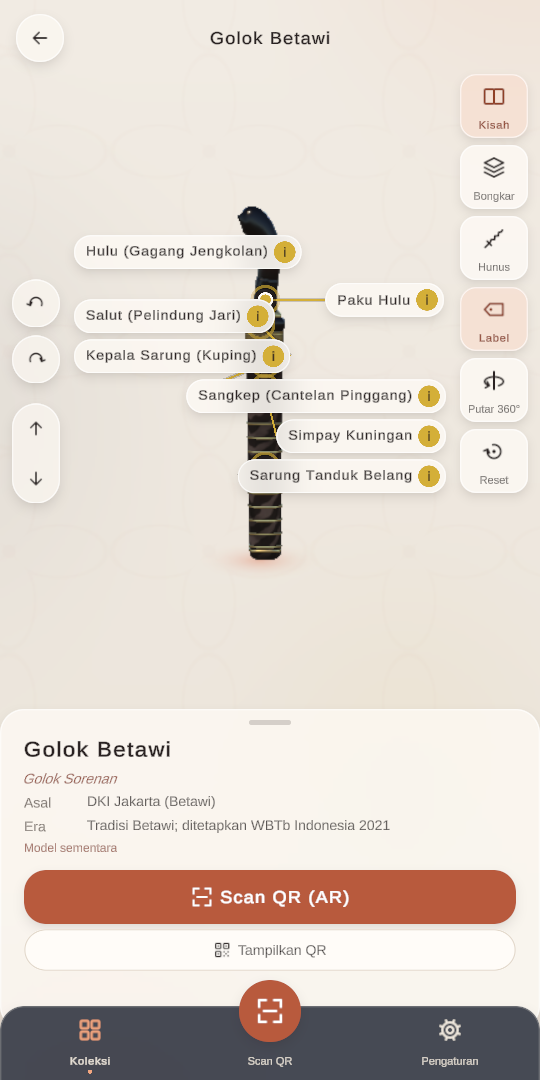 Golok Betawi
Kisah
Bongkar
Hunus
Label
Putar 360°
Reset
Hulu (Gagang Jengkolan) i
Paku Hulu i
Salut (Pelindung Jari) i
Kepala Sarung (Kuping) i
Sangkep (Cantelan Pinggang) i
Simpay Kuningan i
Sarung Tanduk Belang i
Golok Betawi
Golok Sorenan
Asal DKI Jakarta (Betawi)
Era Tradisi Betawi; ditetapkan WBTb Indonesia 2021
Model sementara
Scan QR (AR)
Tampilkan QR
Koleksi
Scan QR
Pengaturan